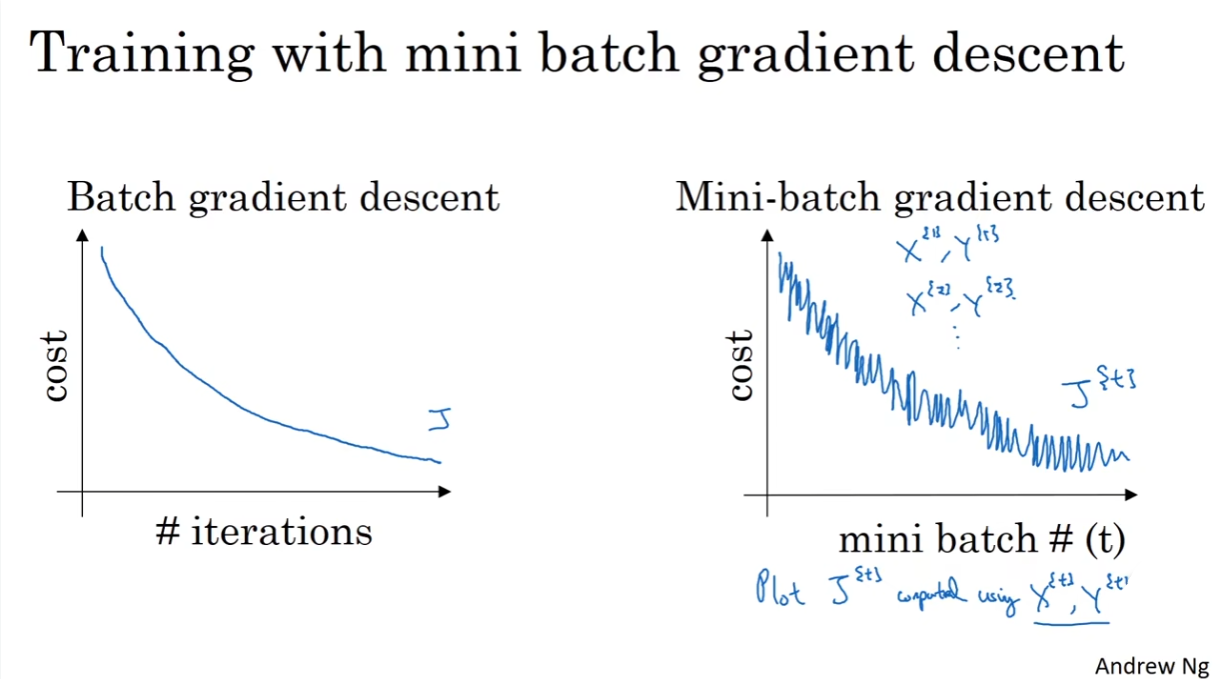 Training with mini batch gradient descent
Batch gradient descent
cost
J
# iterations
Mini-batch gradient descent
X^{1}, Y^{1}
X^{2}, Y^{2}
⋮
cost
J^{t}
mini batch # (t)
Plot J^{t} computed using X^{t}, Y^{t}
Andrew Ng